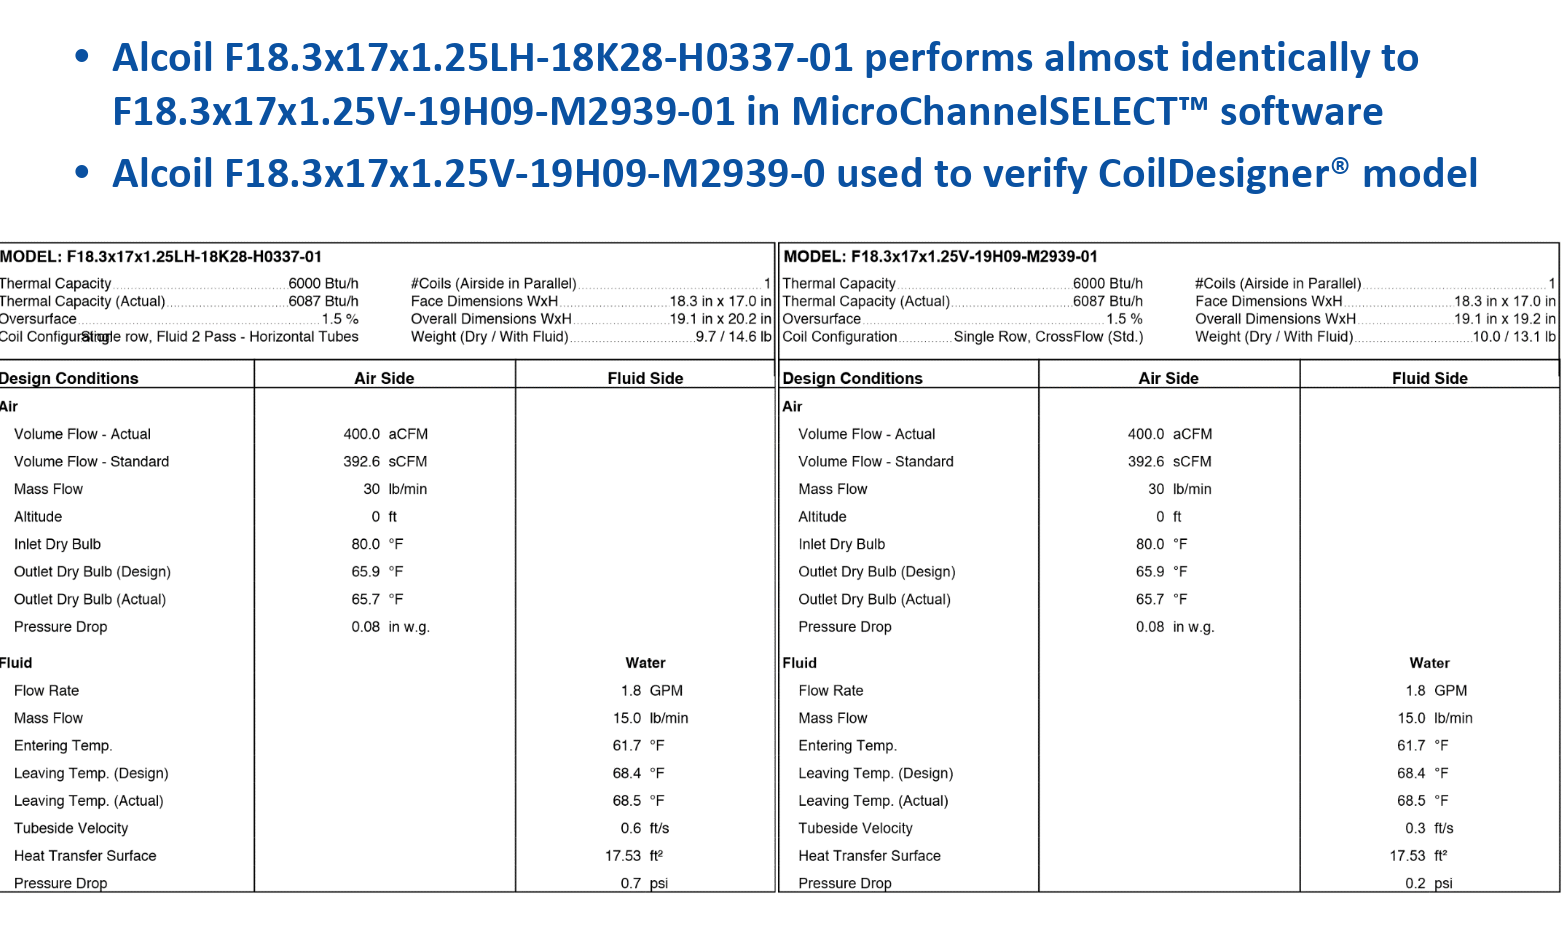 • Alcoil F18.3x17x1.25LH-18K28-H0337-01 performs almost identically to
F18.3x17x1.25V-19H09-M2939-01 in MicroChannelSELECT™ software
• Alcoil F18.3x17x1.25V-19H09-M2939-0 used to verify CoilDesigner® model
MODEL: F18.3x17x1.25LH-18K28-H0337-01
Thermal Capacity 6000 Btu/h #Coils (Airside in Parallel) 1
Thermal Capacity (Actual) 6087 Btu/h Face Dimensions WxH 18.3 in x 17.0 in
Oversurface 1.5 % Overall Dimensions WxH 19.1 in x 20.2 in
Coil Configuration Single row, Fluid 2 Pass - Horizontal Tubes Weight (Dry / With Fluid) 9.7 / 14.6 lb
Design Conditions Air Side Fluid Side
Air
Volume Flow - Actual 400.0 aCFM
Volume Flow - Standard 392.6 sCFM
Mass Flow 30 lb/min
Altitude 0 ft
Inlet Dry Bulb 80.0 °F
Outlet Dry Bulb (Design) 65.9 °F
Outlet Dry Bulb (Actual) 65.7 °F
Pressure Drop 0.08 in w.g.
Fluid Water
Flow Rate 1.8 GPM
Mass Flow 15.0 lb/min
Entering Temp. 61.7 °F
Leaving Temp. (Design) 68.4 °F
Leaving Temp. (Actual) 68.5 °F
Tubeside Velocity 0.6 ft/s
Heat Transfer Surface 17.53 ft²
Pressure Drop 0.7 psi
MODEL: F18.3x17x1.25V-19H09-M2939-01
Thermal Capacity 6000 Btu/h #Coils (Airside in Parallel) 1
Thermal Capacity (Actual) 6087 Btu/h Face Dimensions WxH 18.3 in x 17.0 in
Oversurface 1.5 % Overall Dimensions WxH 19.1 in x 19.2 in
Coil Configuration Single Row, CrossFlow (Std.) Weight (Dry / With Fluid) 10.0 / 13.1 lb
Design Conditions Air Side Fluid Side
Air
Volume Flow - Actual 400.0 aCFM
Volume Flow - Standard 392.6 sCFM
Mass Flow 30 lb/min
Altitude 0 ft
Inlet Dry Bulb 80.0 °F
Outlet Dry Bulb (Design) 65.9 °F
Outlet Dry Bulb (Actual) 65.7 °F
Pressure Drop 0.08 in w.g.
Fluid Water
Flow Rate 1.8 GPM
Mass Flow 15.0 lb/min
Entering Temp. 61.7 °F
Leaving Temp. (Design) 68.4 °F
Leaving Temp. (Actual) 68.5 °F
Tubeside Velocity 0.3 ft/s
Heat Transfer Surface 17.53 ft²
Pressure Drop 0.2 psi